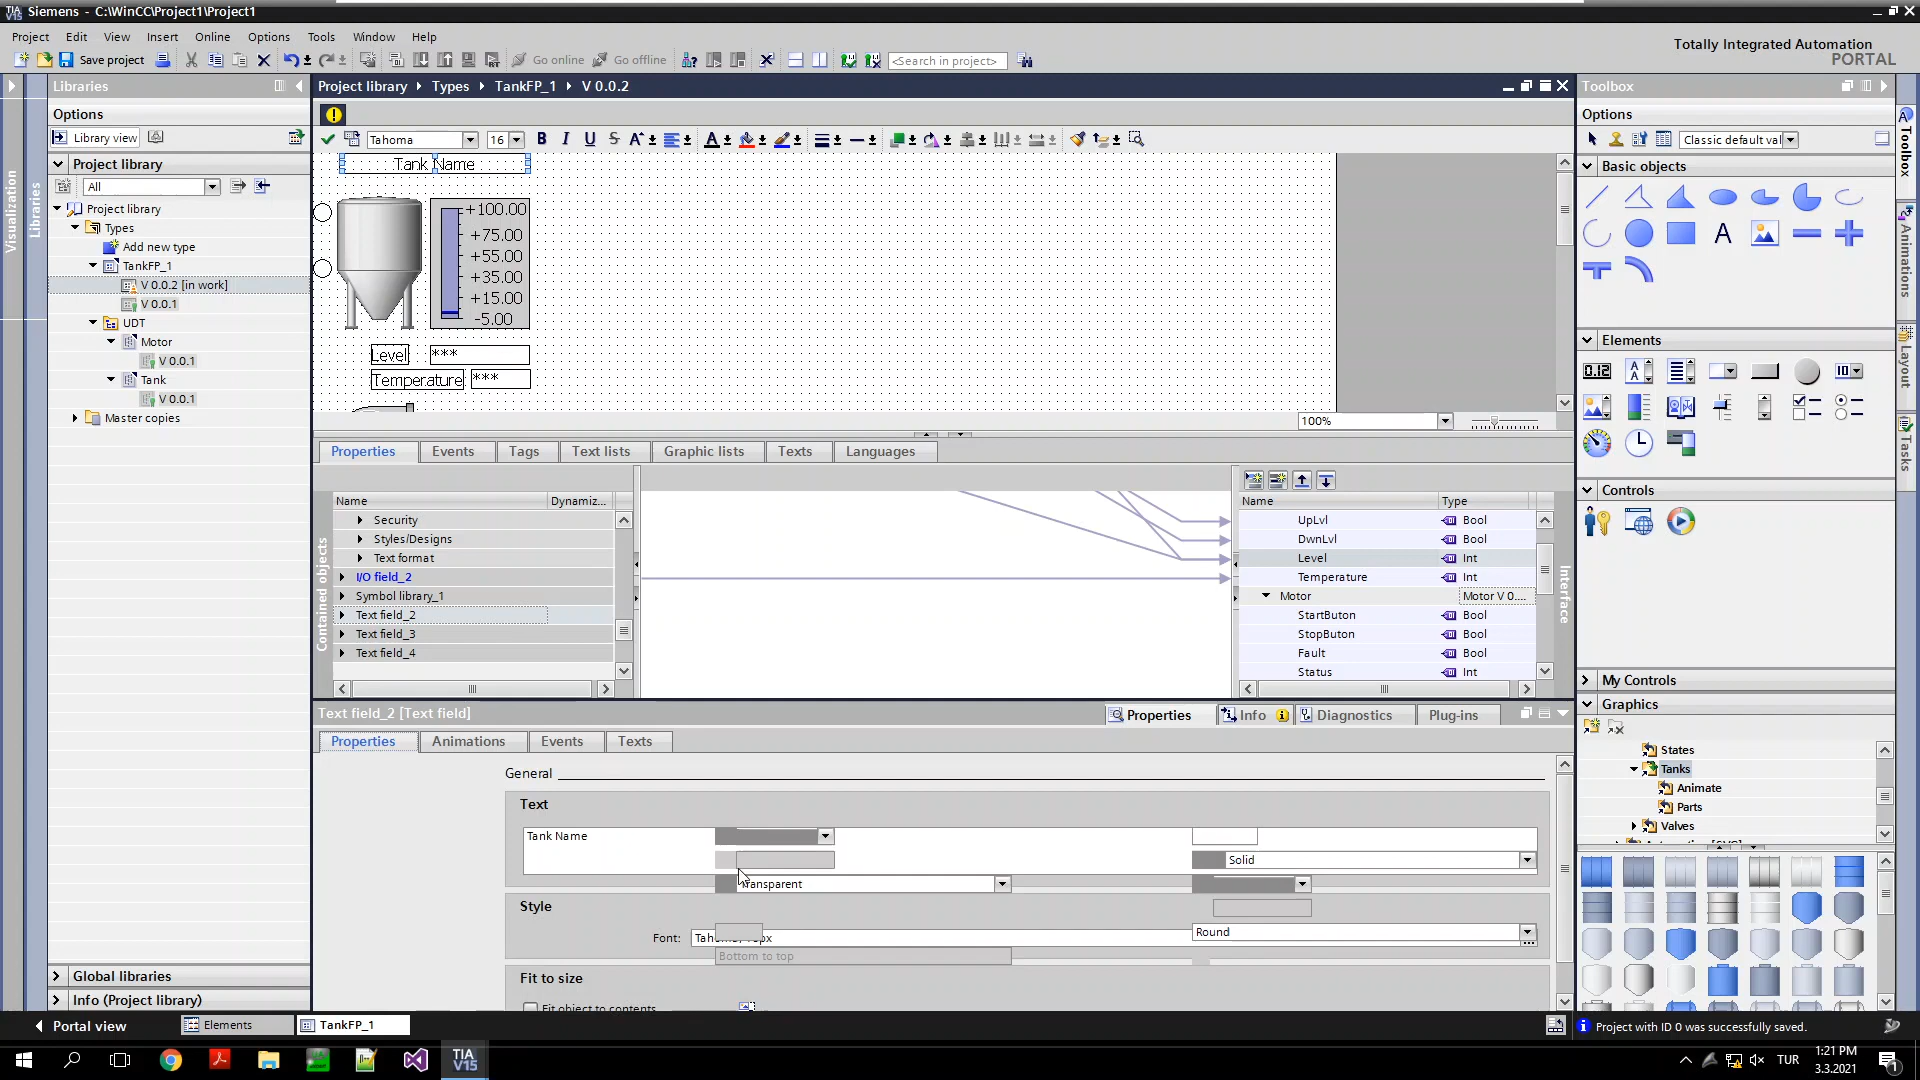 Siemens - C:\WinCC\Project1\Project1
Project Edit View Insert Online Options Tools Window Help
Totally Integrated Automation
PORTAL
Save project
Go online
Go offline
<Search in project>
Libraries
Project library Types TankFP_1 V 0.0.2
Toolbox
Options
Library view
Project library
All
Project library
Types
Add new type
TankFP_1
V 0.0.2 [in work]
V 0.0.1
UDT
Motor
V 0.0.1
Tank
V 0.0.1
Master copies
Global libraries
Info (Project library)
Visualization
Libraries
Tahoma 16
Tank Name
+100.00
+75.00
+55.00
+35.00
+15.00
-5.00
Level ***
Temperature ***
100%
Properties Events Tags Text lists Graphic lists Texts Languages
Contained objects
Name Dynamiz...
Security
Styles/Designs
Text format
I/O field_2
Symbol library_1
Text field_2
Text field_3
Text field_4
Name Type
UpLvl Bool
DwnLvl Bool
Level Int
Temperature Int
Motor Motor V 0....
StartButon Bool
StopButon Bool
Fault Bool
Status Int
Interface
Text field_2 [Text field]
Properties Info Diagnostics Plug-ins
Properties Animations Events Texts
General
Text
Tank Name
Solid
Transparent
Style
Font:
Round
Bottom to top
Fit to size
Fit object to contents
Options
Classic default val
Basic objects
Elements
Controls
My Controls
Graphics
States
Tanks
Animate
Parts
Valves
Toolbox
Animations
Layout
Tasks
Portal view
Elements
TankFP_1
Project with ID 0 was successfully saved.
TIA
V15
TUR
1:21 PM
3.3.2021
1